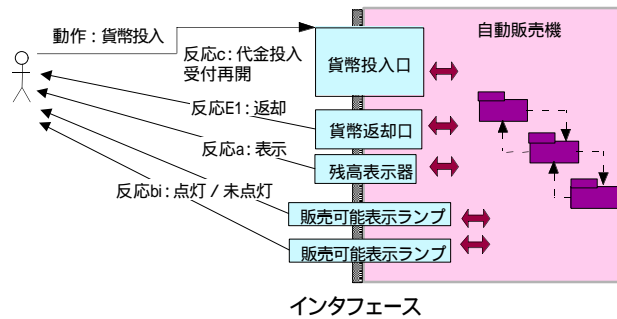 自動販売機
動作：貨幣投入
反応c：代金投入
受付再開
貨幣投入口
反応E1：返却
貨幣返却口
反応a：表示
残高表示器
反応bi：点灯 / 未点灯
販売可能表示ランプ
販売可能表示ランプ
インタフェース